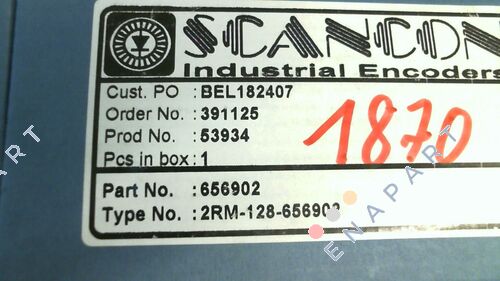 SCANCON
Industrial Encoders
Cust. PO : BEL182407
Order No. : 391125
Prod No. : 53934
Pcs in box : 1
1870
Part No. : 656902
Type No. : 2RM-128-656902
ENAPART